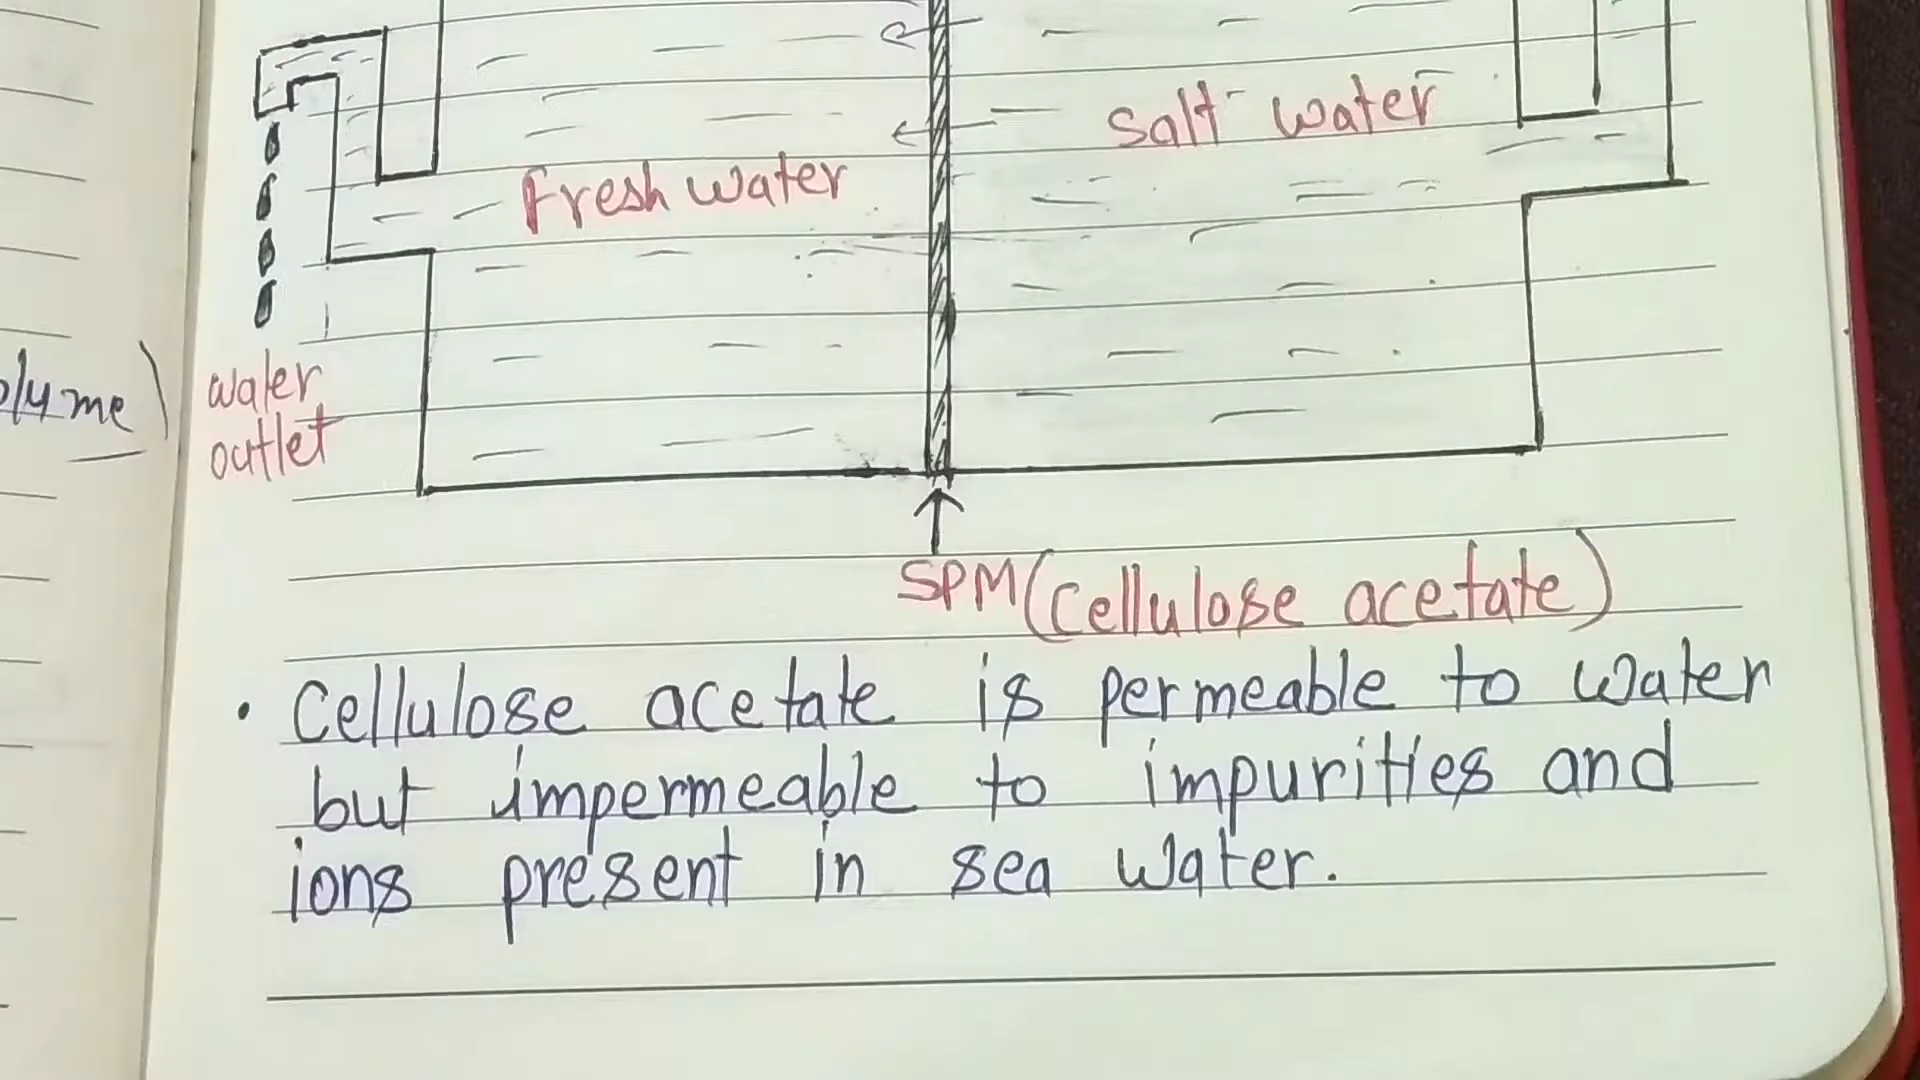 Salt water
Fresh water
water
outlet
SPM (Cellulose acetate)
• Cellulose acetate is permeable to water
but impermeable to impurities and
ions present in sea water.